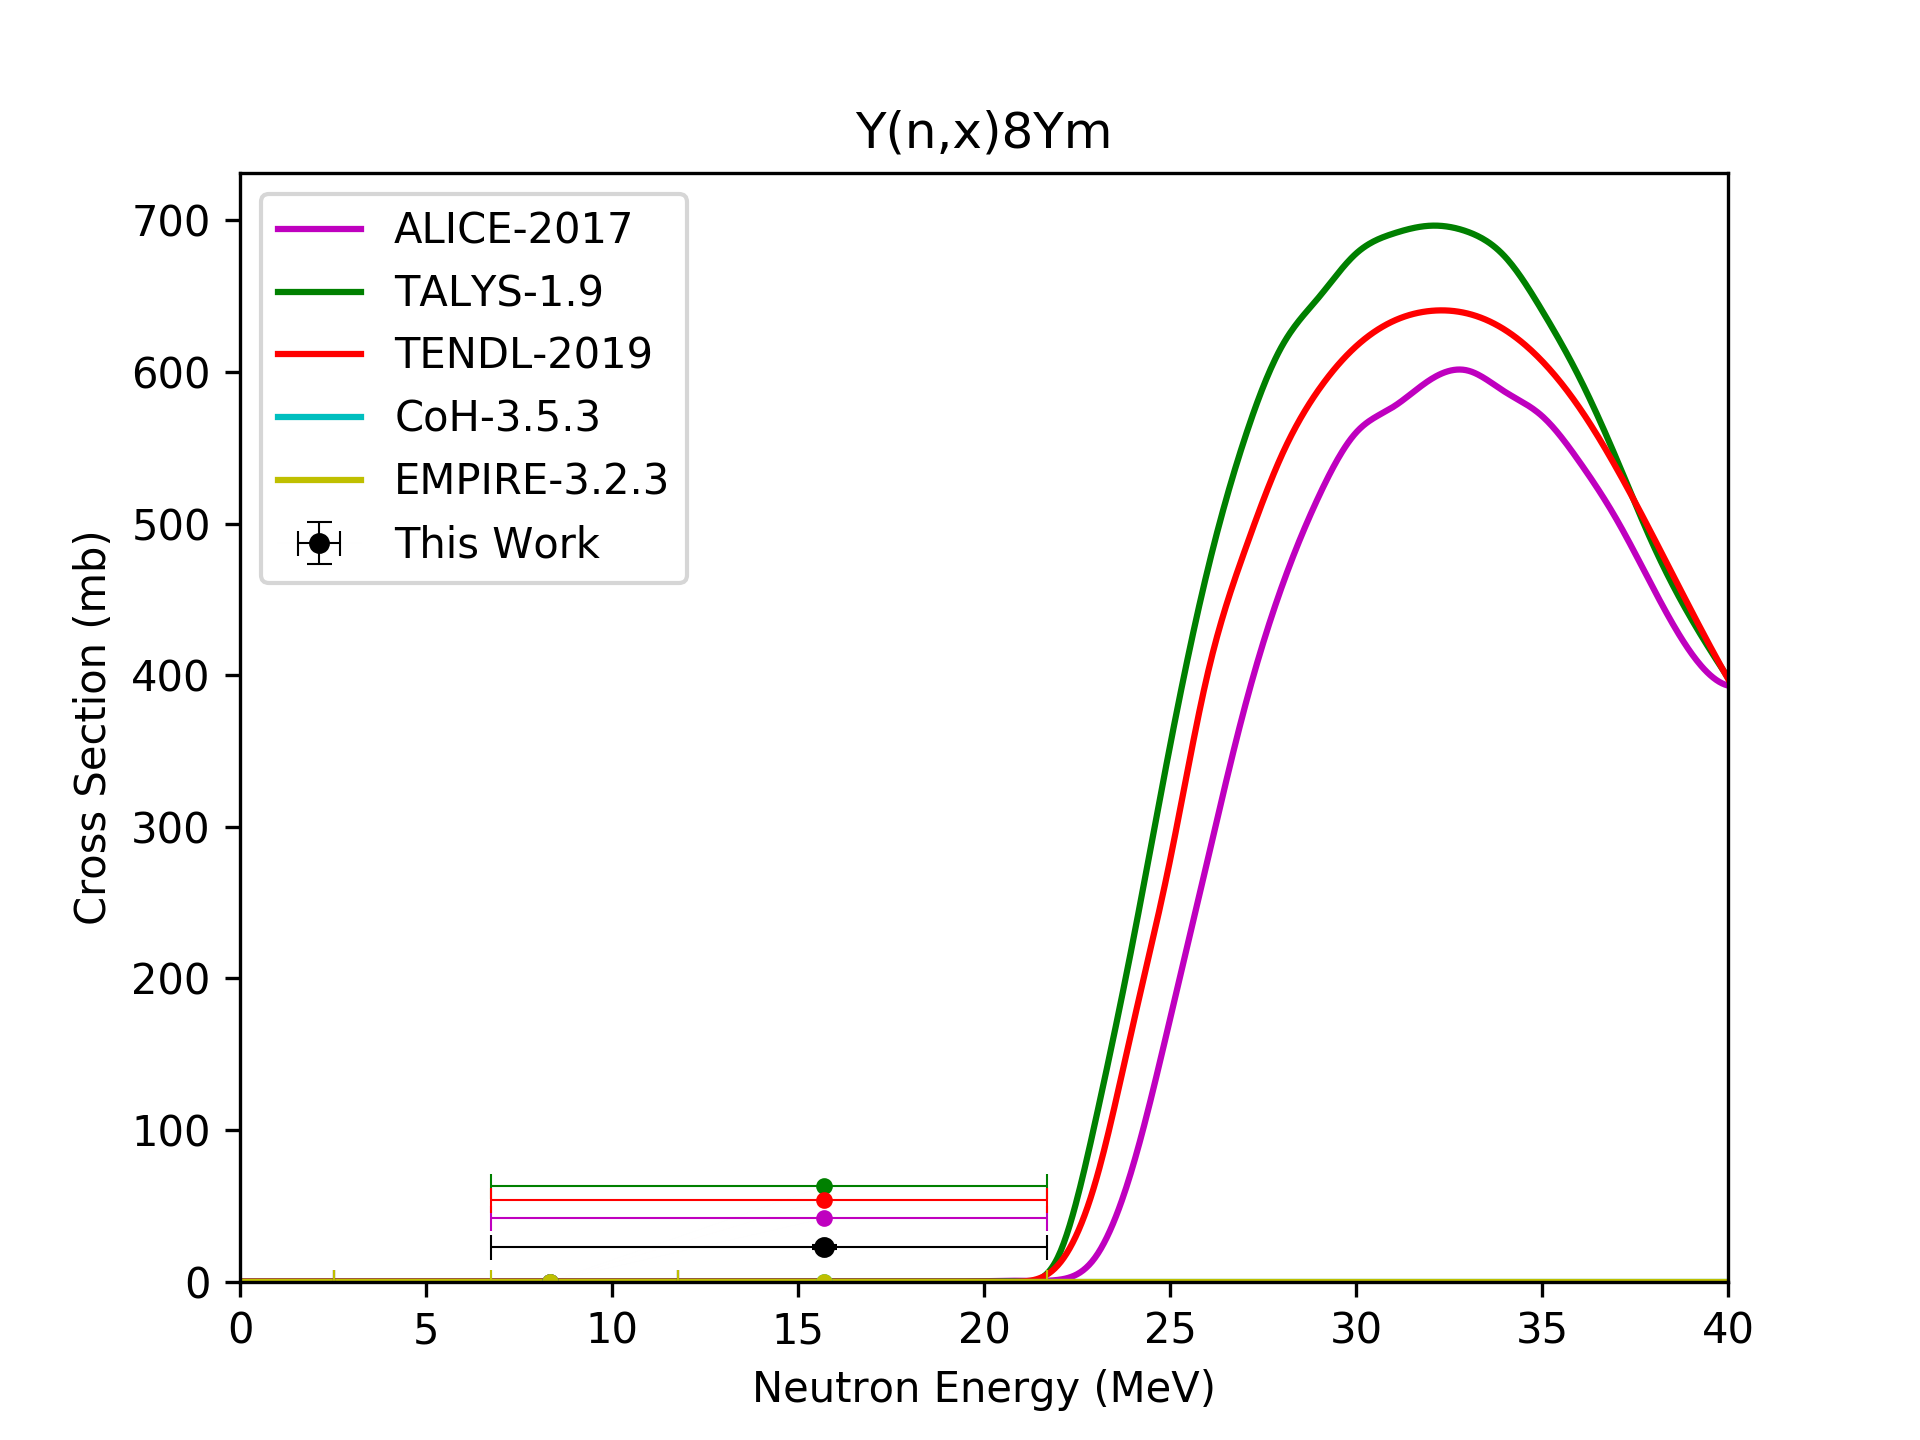 Y(n,x)8Ym
ALICE-2017
TALYS-1.9
TENDL-2019
CoH-3.5.3
EMPIRE-3.2.3
This Work
Cross Section (mb)
700
600
500
400
300
200
100
0
0 5 10 15 20 25 30 35 40
Neutron Energy (MeV)